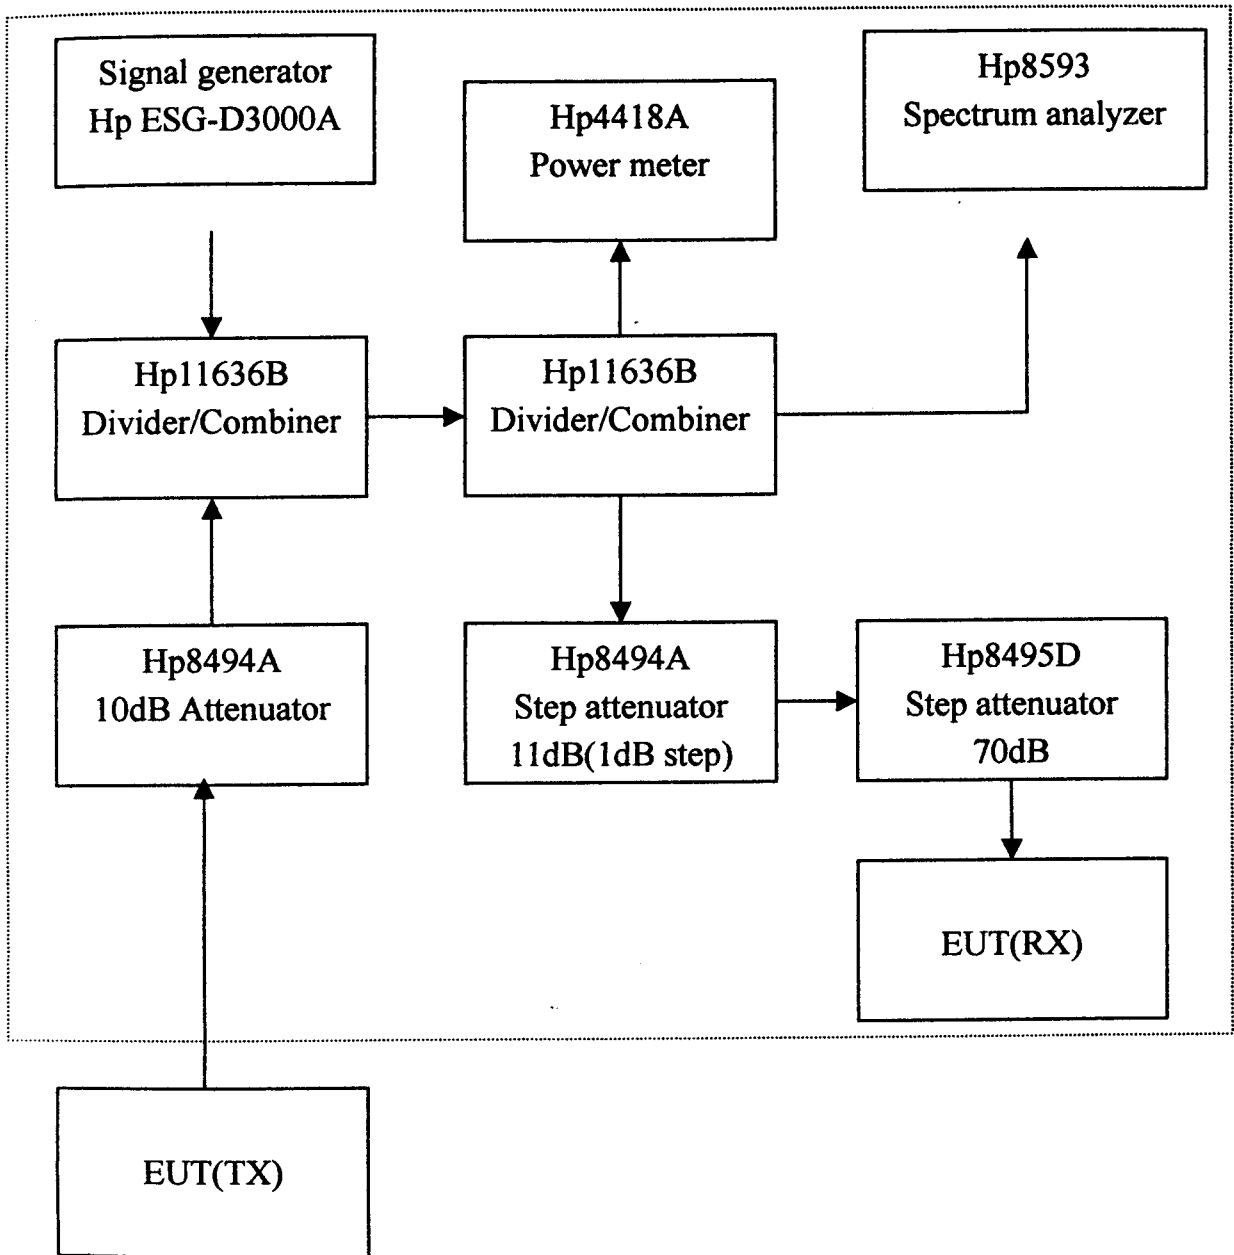 Signal generator
Hp ESG-D3000A
Hp4418A
Power meter
Hp8593
Spectrum analyzer
Hp11636B
Divider/Combiner
Hp11636B
Divider/Combiner
Hp8494A
10dB Attenuator
Hp8494A
Step attenuator
11dB(1dB step)
Hp8495D
Step attenuator
70dB
EUT(RX)
EUT(TX)